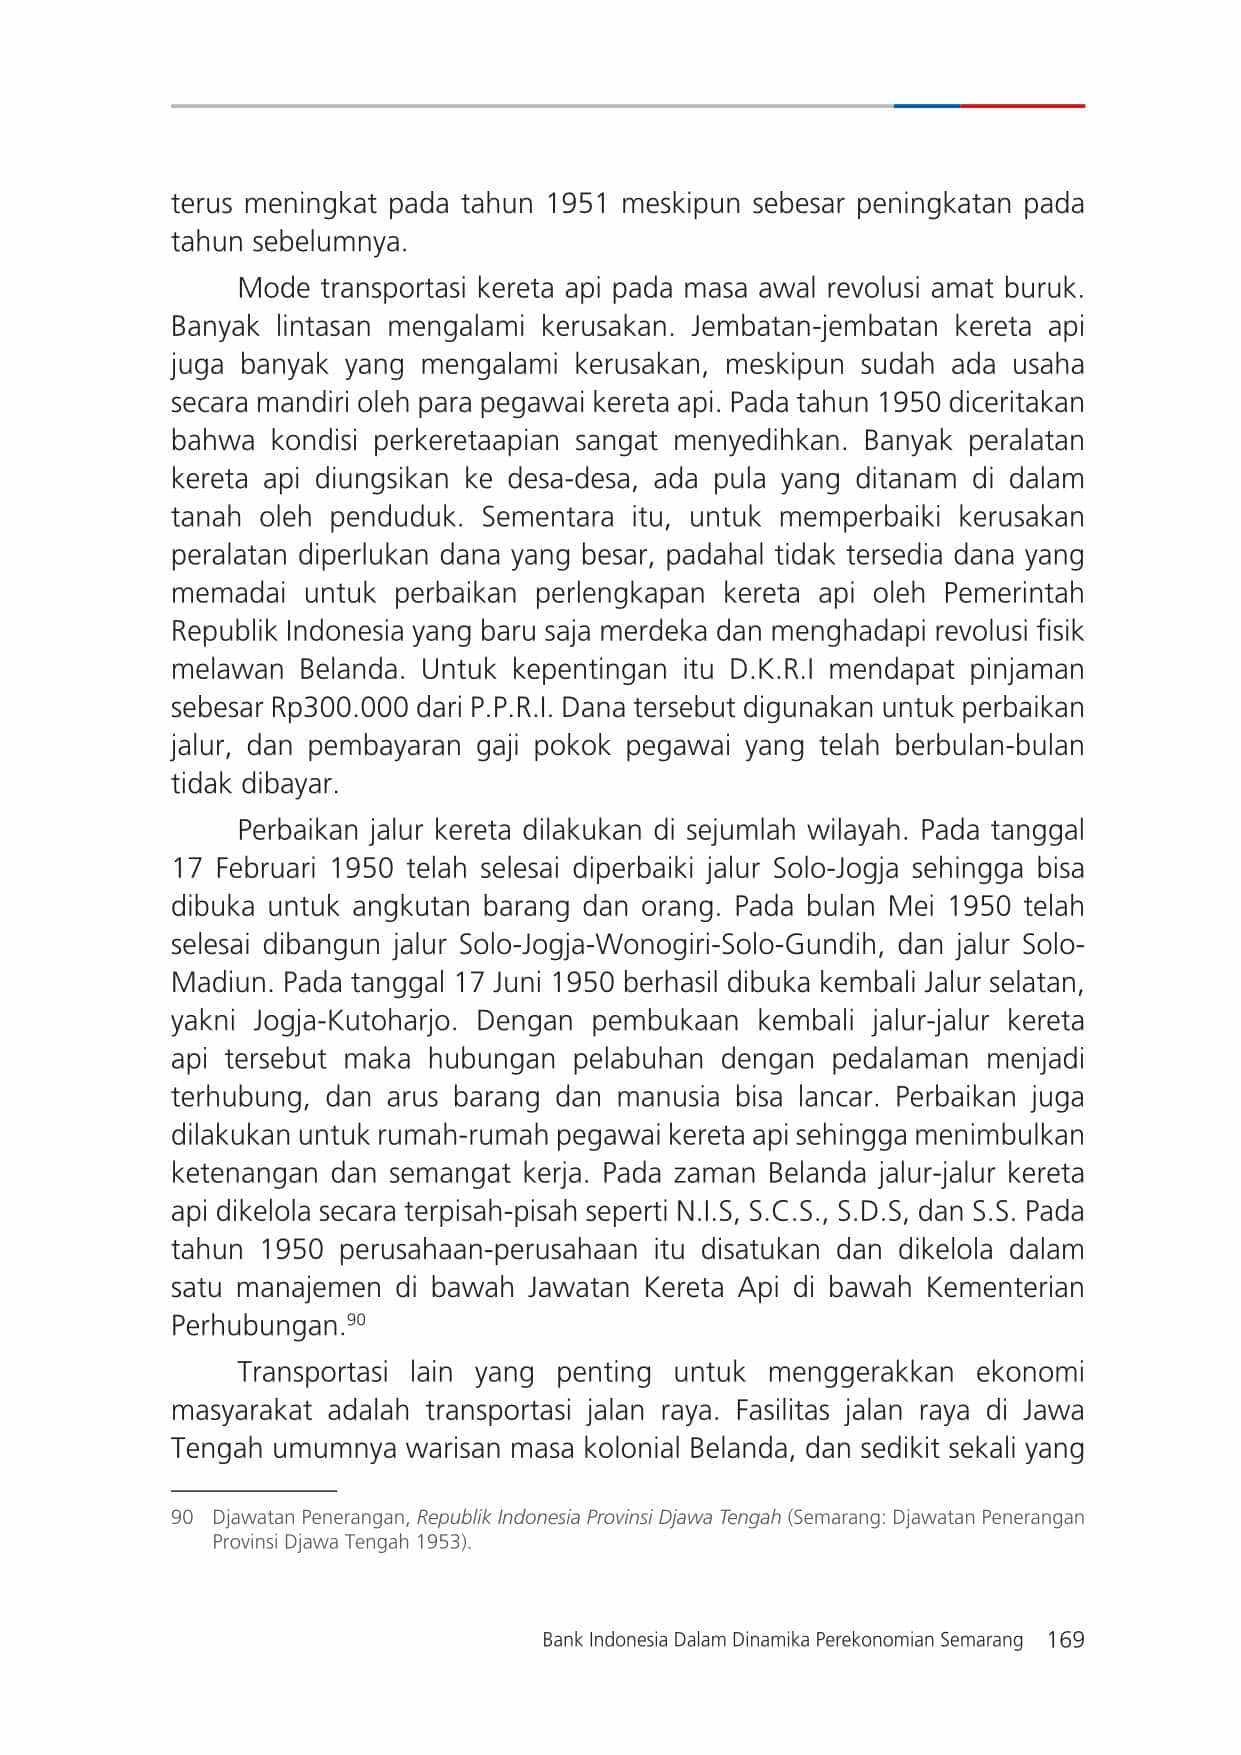 terus meningkat pada tahun 1951 meskipun sebesar peningkatan pada
tahun sebelumnya.
Mode transportasi kereta api pada masa awal revolusi amat buruk.
Banyak lintasan mengalami kerusakan. Jembatan-jembatan kereta api
juga banyak yang mengalami kerusakan, meskipun sudah ada usaha
secara mandiri oleh para pegawai kereta api. Pada tahun 1950 diceritakan
bahwa kondisi perkeretaapian sangat menyedihkan. Banyak peralatan
kereta api diungsikan ke desa-desa, ada pula yang ditanam di dalam
tanah oleh penduduk. Sementara itu, untuk memperbaiki kerusakan
peralatan diperlukan dana yang besar, padahal tidak tersedia dana yang
memadai untuk perbaikan perlengkapan kereta api oleh Pemerintah
Republik Indonesia yang baru saja merdeka dan menghadapi revolusi fisik
melawan Belanda. Untuk kepentingan itu D.K.R.I mendapat pinjaman
sebesar Rp300.000 dari P.P.R.I. Dana tersebut digunakan untuk perbaikan
jalur, dan pembayaran gaji pokok pegawai yang telah berbulan-bulan
tidak dibayar.
Perbaikan jalur kereta dilakukan di sejumlah wilayah. Pada tanggal
17 Februari 1950 telah selesai diperbaiki jalur Solo-Jogja sehingga bisa
dibuka untuk angkutan barang dan orang. Pada bulan Mei 1950 telah
selesai dibangun jalur Solo-Jogja-Wonogiri-Solo-Gundih, dan jalur Solo-
Madiun. Pada tanggal 17 Juni 1950 berhasil dibuka kembali Jalur selatan,
yakni Jogja-Kutoharjo. Dengan pembukaan kembali jalur-jalur kereta
api tersebut maka hubungan pelabuhan dengan pedalaman menjadi
terhubung, dan arus barang dan manusia bisa lancar. Perbaikan juga
dilakukan untuk rumah-rumah pegawai kereta api sehingga menimbulkan
ketenangan dan semangat kerja. Pada zaman Belanda jalur-jalur kereta
api dikelola secara terpisah-pisah seperti N.I.S, S.C.S., S.D.S, dan S.S. Pada
tahun 1950 perusahaan-perusahaan itu disatukan dan dikelola dalam
satu manajemen di bawah Jawatan Kereta Api di bawah Kementerian
Perhubungan.90
Transportasi lain yang penting untuk menggerakkan ekonomi
masyarakat adalah transportasi jalan raya. Fasilitas jalan raya di Jawa
Tengah umumnya warisan masa kolonial Belanda, dan sedikit sekali yang
90 Djawatan Penerangan, Republik Indonesia Provinsi Djawa Tengah (Semarang: Djawatan Penerangan
Provinsi Djawa Tengah 1953).
Bank Indonesia Dalam Dinamika Perekonomian Semarang 169